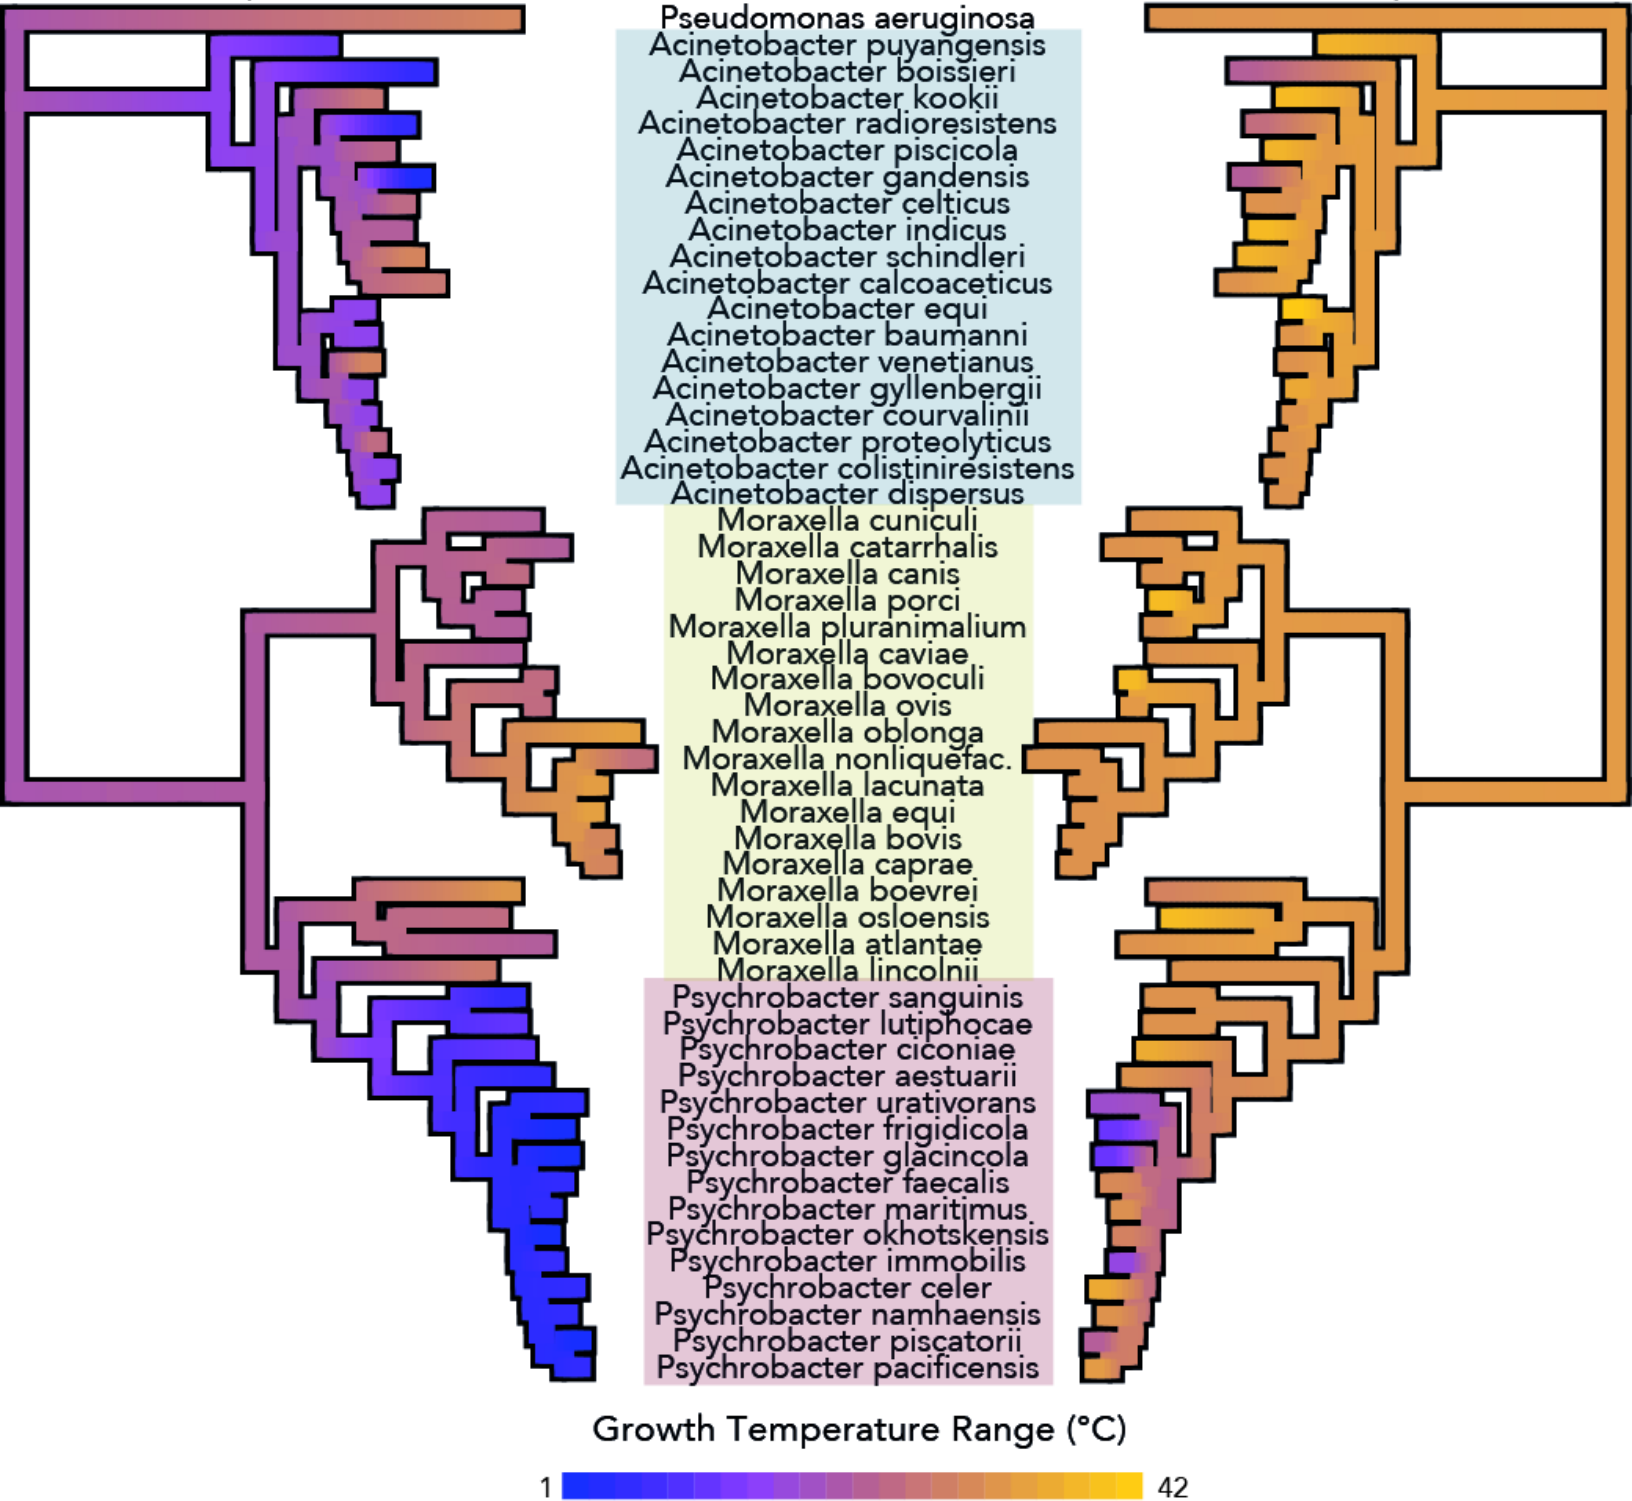 Pseudomonas aeruginosa
Acinetobacter puyangensis
Acinetobacter boissieri
Acinetobacter kookii
Acinetobacter radioresistens
Acinetobacter piscicola
Acinetobacter gandensis
Acinetobacter celticus
Acinetobacter indicus
Acinetobacter schindleri
Acinetobacter calcoaceticus
Acinetobacter equi
Acinetobacter baumanni
Acinetobacter venetianus
Acinetobacter gyllenbergii
Acinetobacter courvalinii
Acinetobacter proteolyticus
Acinetobacter colistiniresistens
Acinetobacter dispersus
Moraxella cuniculi
Moraxella catarrhalis
Moraxella canis
Moraxella porci
Moraxella pluranimalium
Moraxella caviae
Moraxella bovoculi
Moraxella ovis
Moraxella oblonga
Moraxella nonliquefac.
Moraxella lacunata
Moraxella equi
Moraxella bovis
Moraxella caprae
Moraxella boevrei
Moraxella osloensis
Moraxella atlantae
Moraxella lincolnii
Psychrobacter sanguinis
Psychrobacter lutiphocae
Psychrobacter ciconiae
Psychrobacter aestuarii
Psychrobacter urativorans
Psychrobacter frigidicola
Psychrobacter glacincola
Psychrobacter faecalis
Psychrobacter maritimus
Psychrobacter okhotskensis
Psychrobacter immobilis
Psychrobacter celer
Psychrobacter namhaensis
Psychrobacter piscatorii
Psychrobacter pacificensis
Growth Temperature Range (°C)
1 42